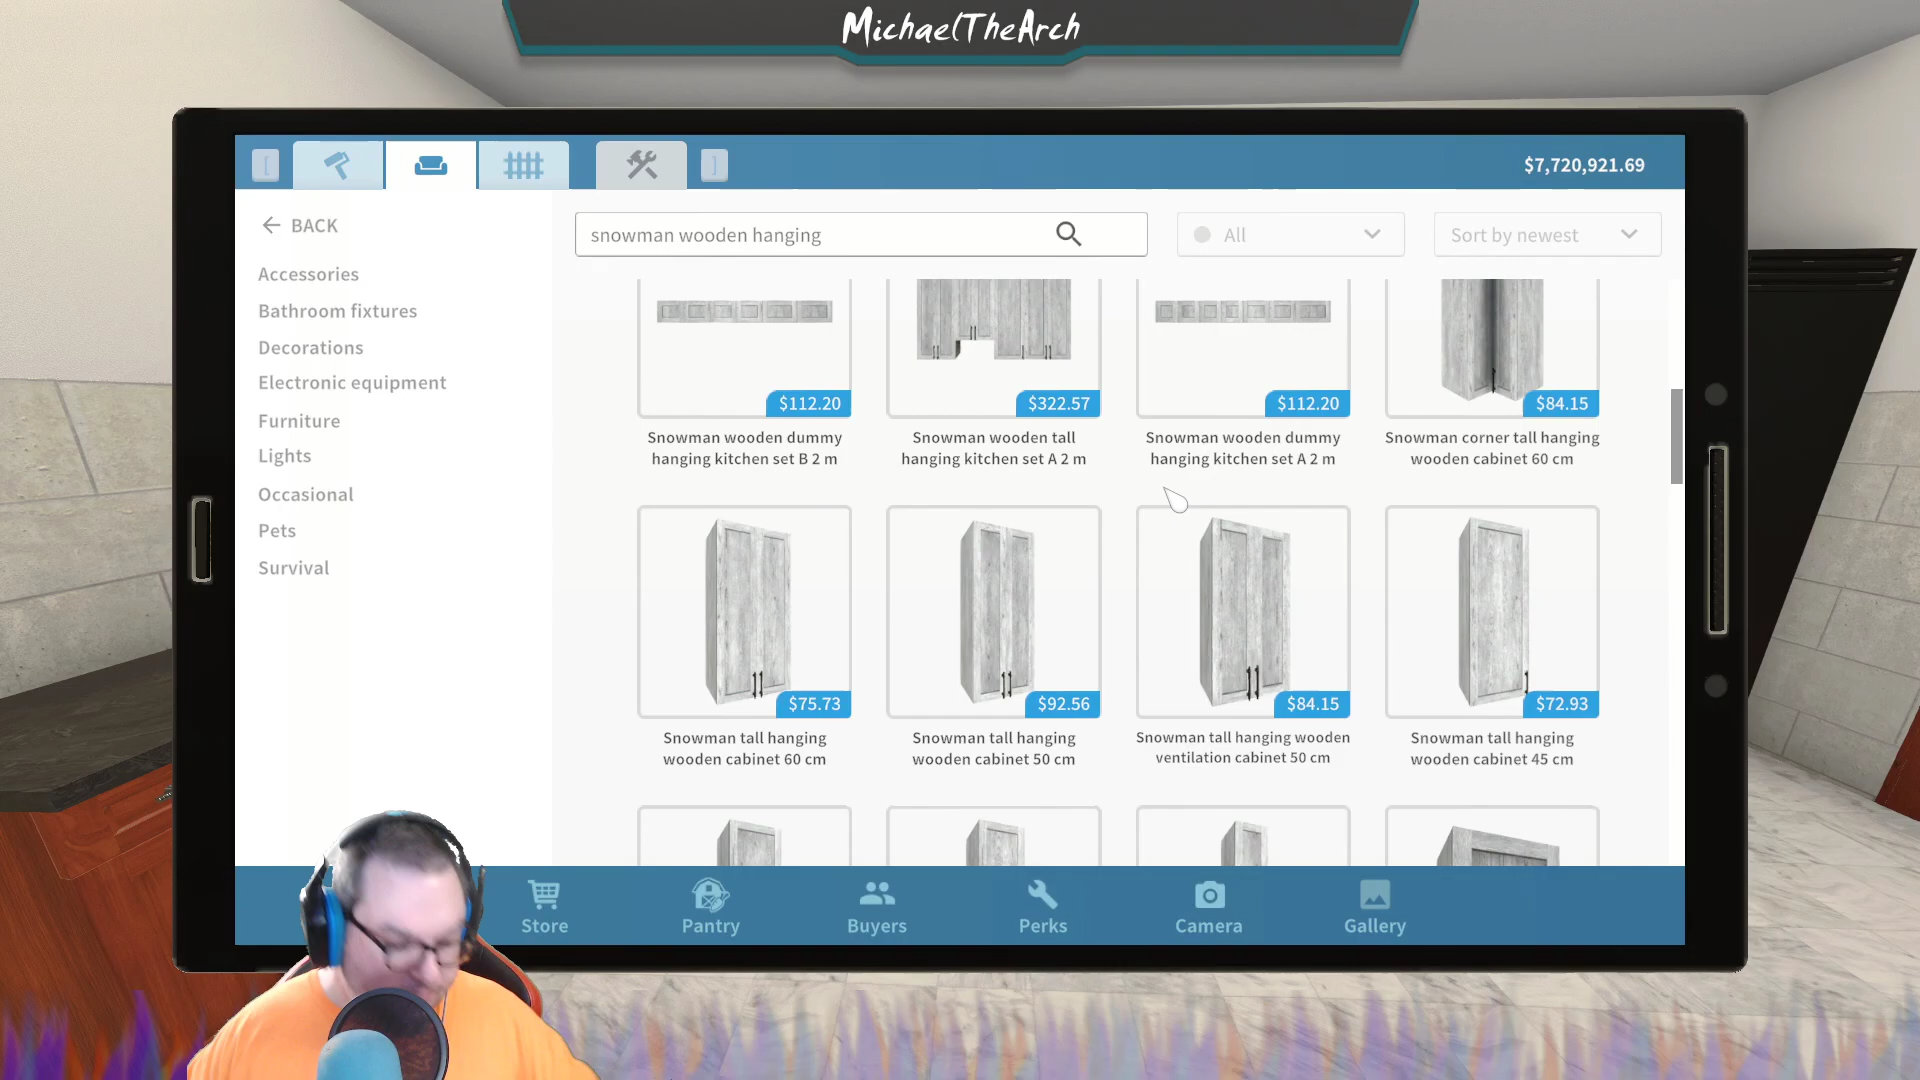 MichaelTheArch
[
]
$7,720,921.69
BACK
snowman wooden hanging
All
Sort by newest
Accessories
Bathroom fixtures
Decorations
Electronic equipment
Furniture
Lights
Occasional
Pets
Survival
$112.20
$322.57
$112.20
$84.15
Snowman wooden dummy
hanging kitchen set B 2 m
Snowman wooden tall
hanging kitchen set A 2 m
Snowman wooden dummy
hanging kitchen set A 2 m
Snowman corner tall hanging
wooden cabinet 60 cm
$75.73
$92.56
$84.15
$72.93
Snowman tall hanging
wooden cabinet 60 cm
Snowman tall hanging
wooden cabinet 50 cm
Snowman tall hanging wooden
ventilation cabinet 50 cm
Snowman tall hanging
wooden cabinet 45 cm
Store
Pantry
Buyers
Perks
Camera
Gallery